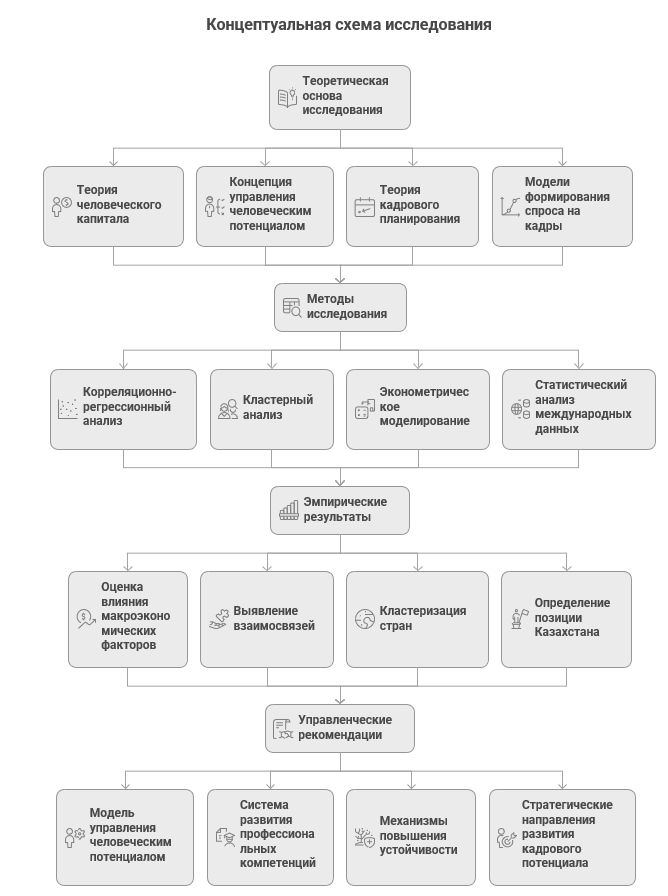 Концептуальная схема исследования
Теоретическая
основа
исследования
Теория
человеческого
капитала
Концепция
управления
человеческим
потенциалом
Теория
кадрового
планирования
Модели
формирования
спроса на
кадры
Методы
исследования
Корреляционно-
регрессионный
анализ
Кластерный
анализ
Эконометричес
кое
моделирование
Статистический
анализ
международных
данных
Эмпирические
результаты
Оценка
влияния
макроэконо
мических
факторов
Выявление
взаимосвязей
Кластеризация
стран
Определение
позиции
Казахстана
Управленческие
рекомендации
Модель
управления
человеческим
потенциалом
Система
развития
профессиона
льных
компетенций
Механизмы
повышения
устойчивости
Стратегические
направления
развития
кадрового
потенциала